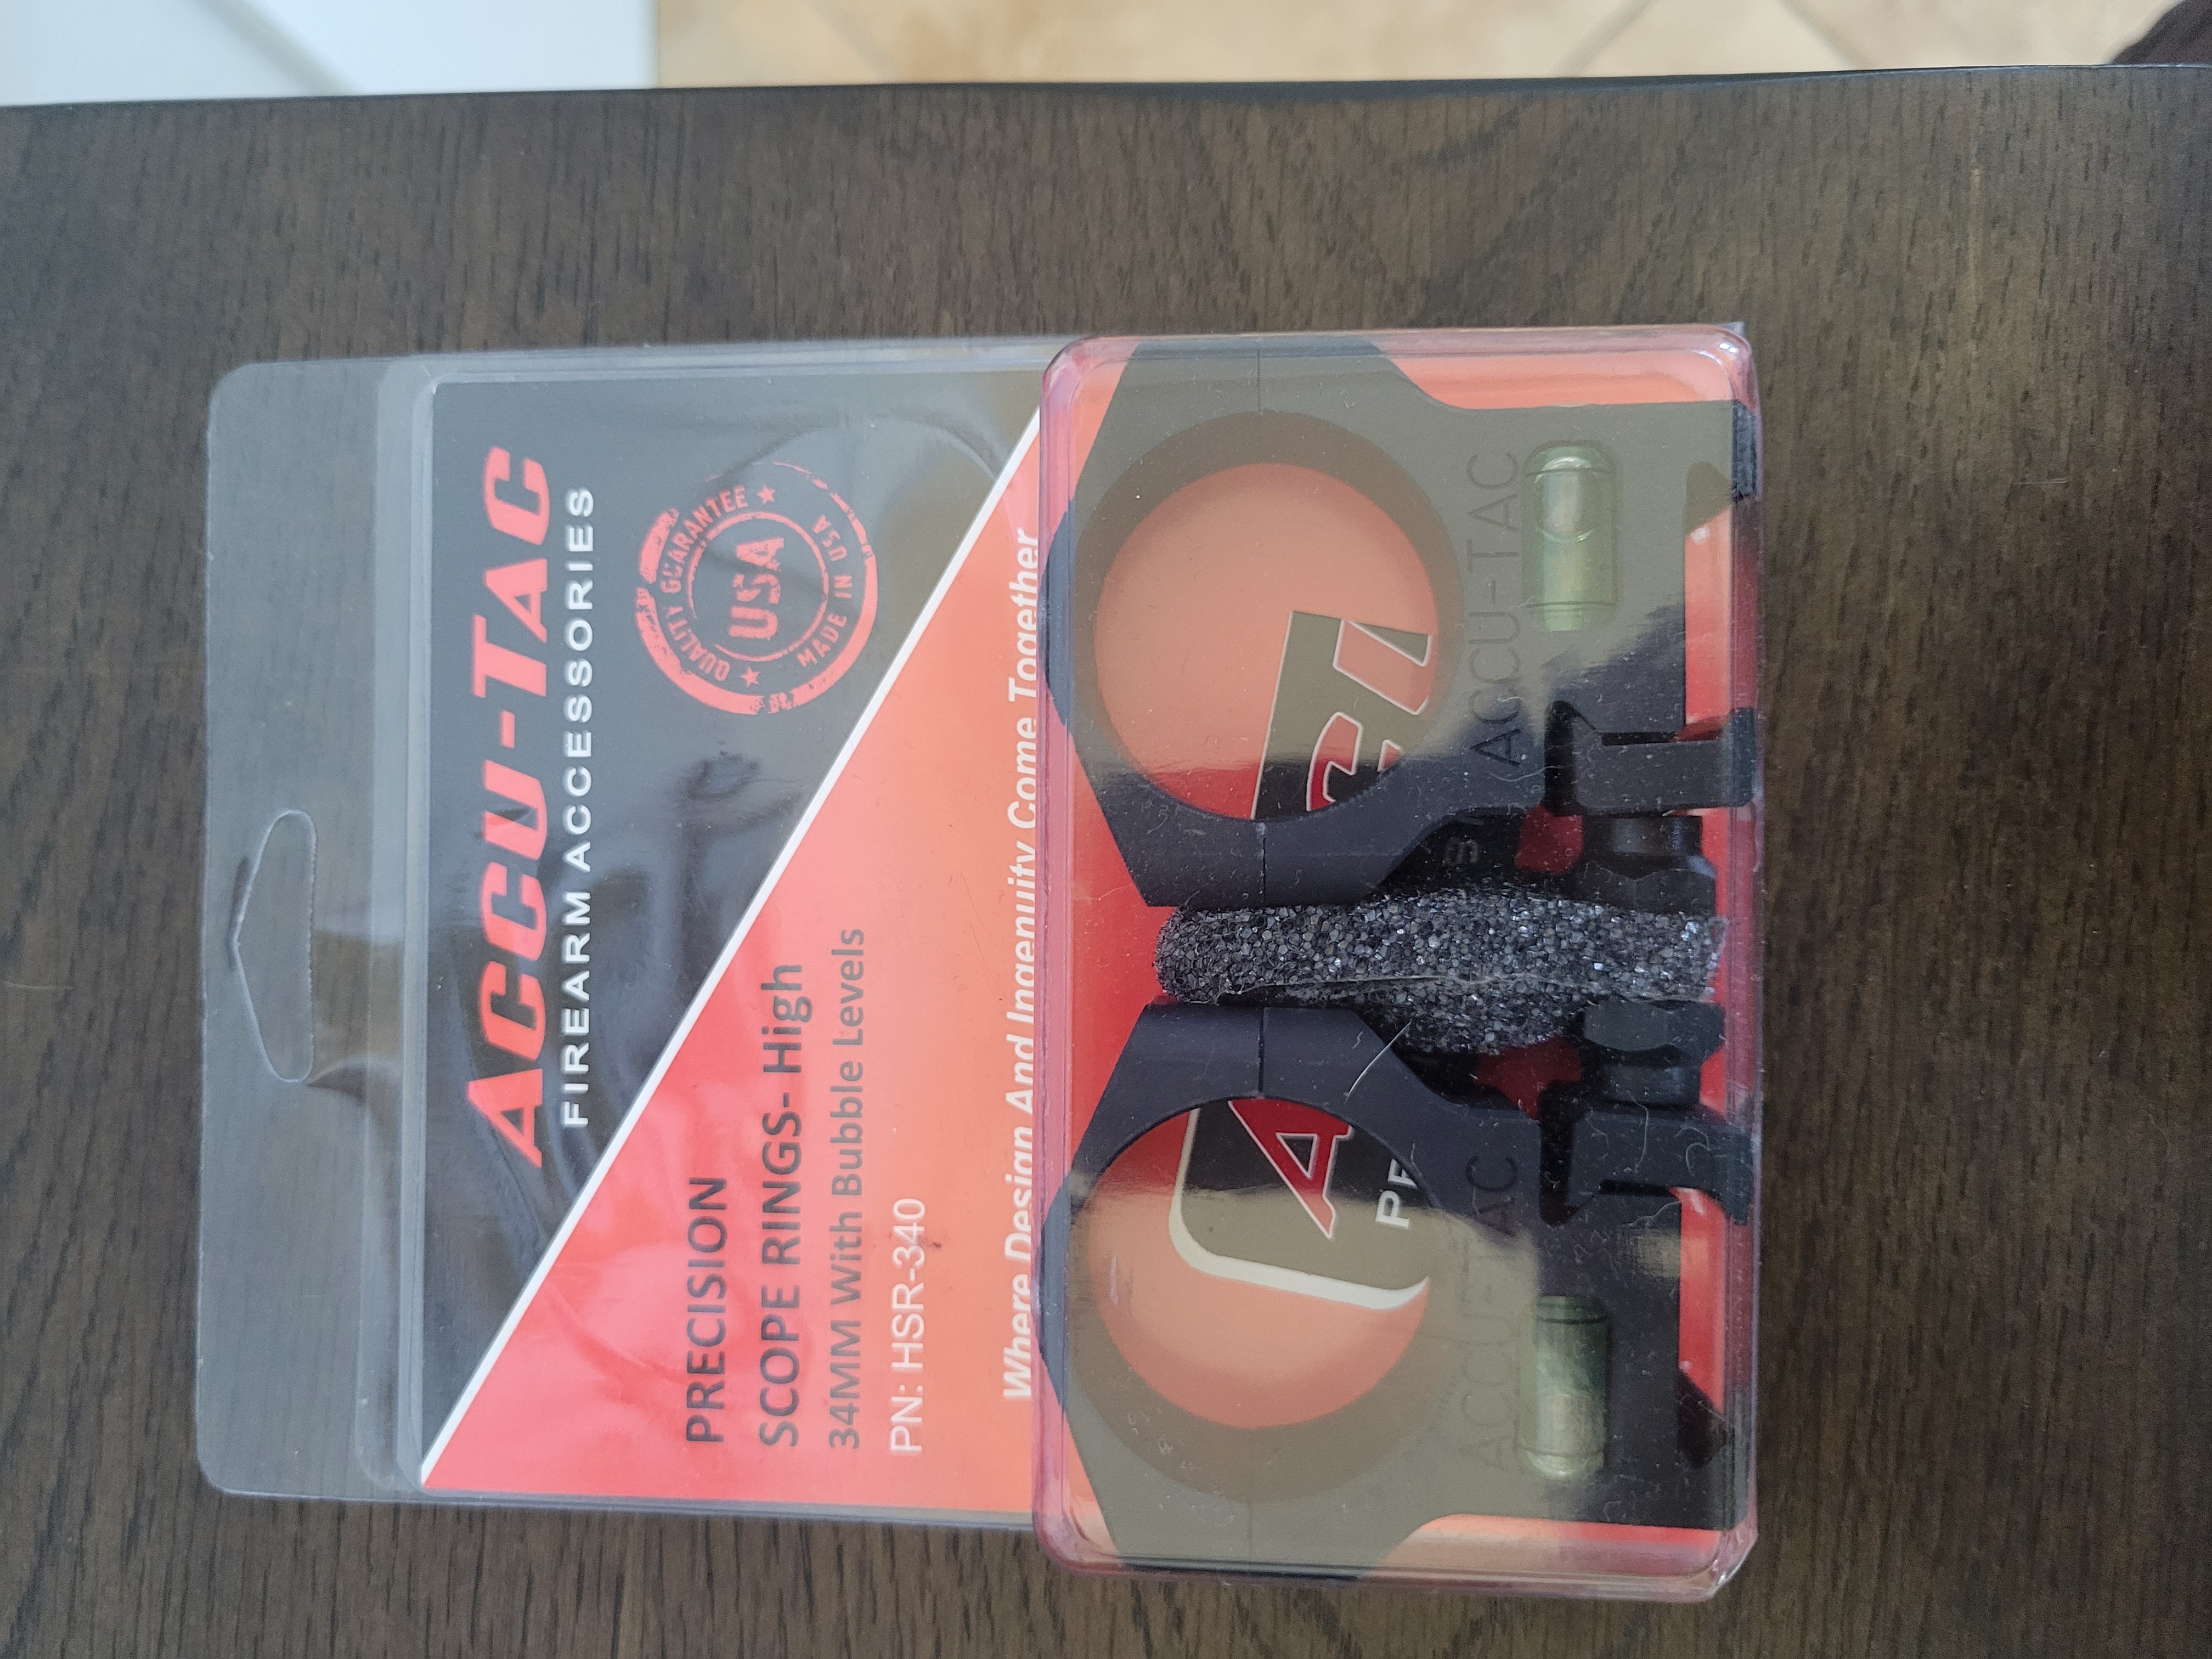 ACCU-TAC
FIREARM ACCESSORIES
QUALITY GUARANTEE
USA
MADE IN USA
PRECISION
SCOPE RINGS- High
34MM With Bubble Levels
PN: HSR-340
Where Design And Ingenuity Come Together
ACCU-TAC
ACCU-TAC